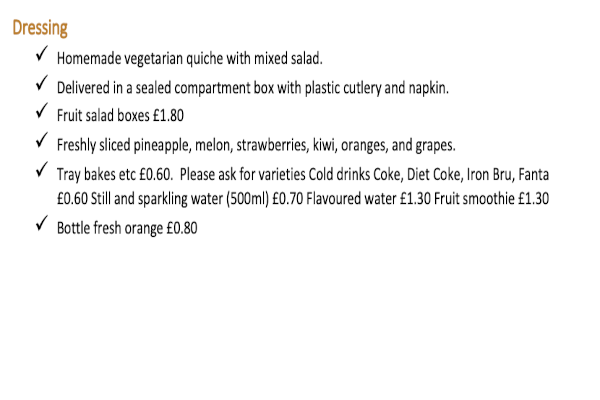 Dressing
✓ Homemade vegetarian quiche with mixed salad.
✓ Delivered in a sealed compartment box with plastic cutlery and napkin.
✓ Fruit salad boxes £1.80
✓ Freshly sliced pineapple, melon, strawberries, kiwi, oranges, and grapes.
✓ Tray bakes etc £0.60.  Please ask for varieties Cold drinks Coke, Diet Coke, Iron Bru, Fanta
£0.60 Still and sparkling water (500ml) £0.70 Flavoured water £1.30 Fruit smoothie £1.30
✓ Bottle fresh orange £0.80